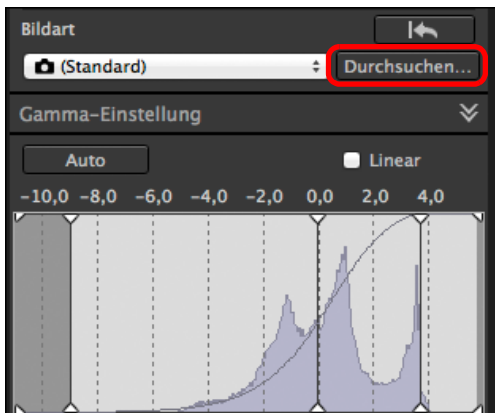 Bildart
(Standard) Durchsuchen...
Gamma-Einstellung
Auto Linear
-10,0 -8,0 -6,0 -4,0 -2,0 0,0 2,0 4,0